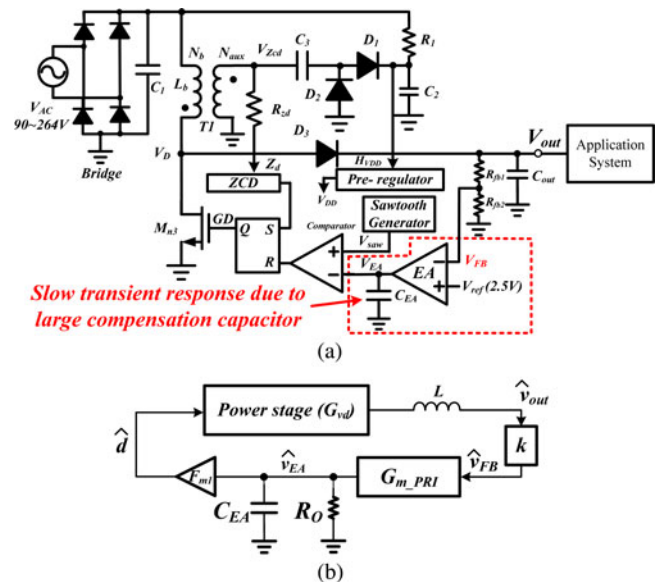 N_b
N_aux
V_Zcd
C_3
D_1
R_1
L_b
C_1
R_zd
D_2
C_2
V_AC
90~264V
T1
D_3
V_out
Application
System
Bridge
V_D
Z_d
H_VDD
ZCD
V_DD
Pre- regulator
R_fb1
C_out
Sawtooth
Generator
R_fb2
M_n3
GD
Q
S
R
Comparator
V_saw
V_EA
EA
V_FB
V_ref(2.5V)
C_EA
Slow transient response due to
large compensation capacitor
(a)
Power stage (G_vd)
L
v̂_out
d̂
k
F_m1
v̂_EA
G_m_PRI
v̂_FB
C_EA
R_O
(b)